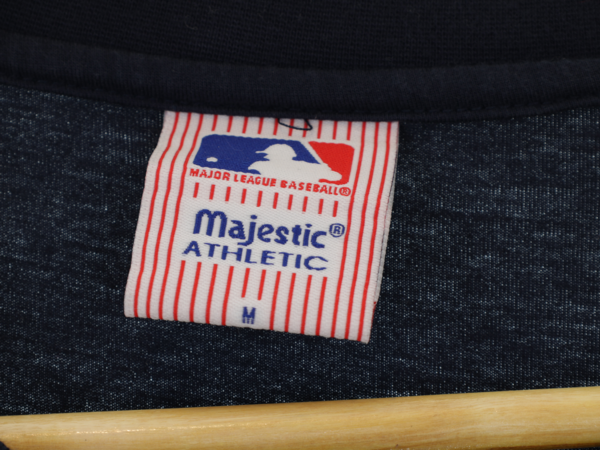 MAJOR LEAGUE BASEBALL®
Majestic®
ATHLETIC
M